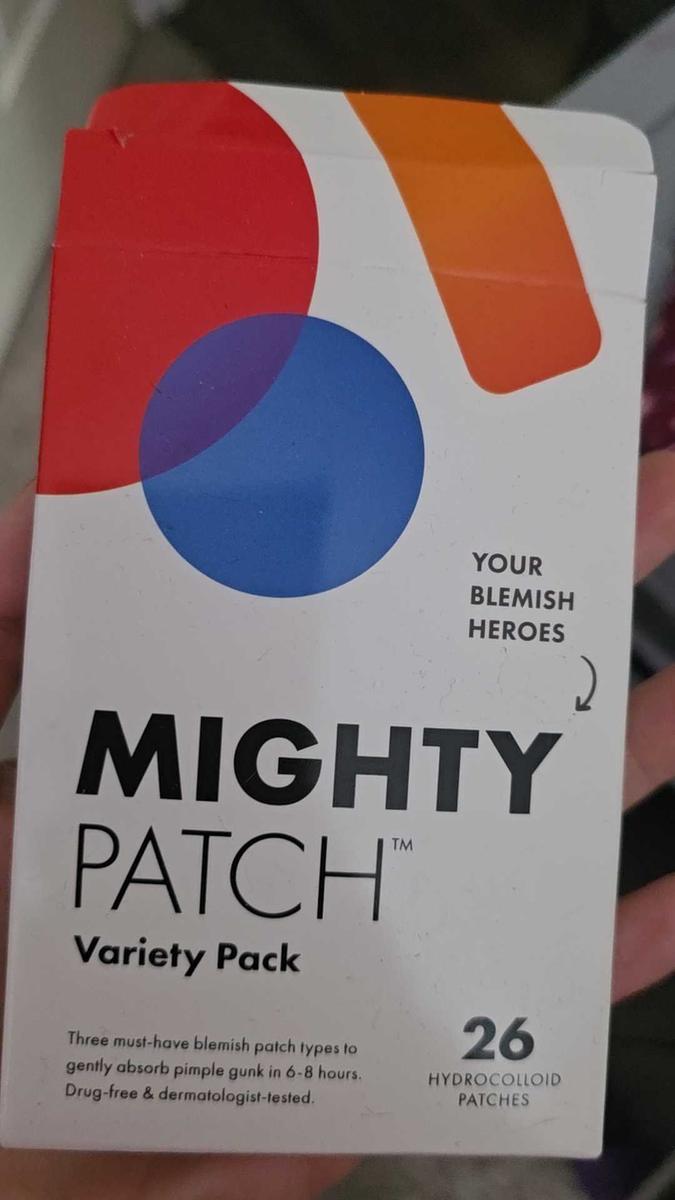 YOUR
BLEMISH
HEROES
MIGHTY
PATCH™
Variety Pack
Three must-have blemish patch types to
gently absorb pimple gunk in 6-8 hours.
Drug-free & dermatologist-tested.
26
HYDROCOLLOID
PATCHES